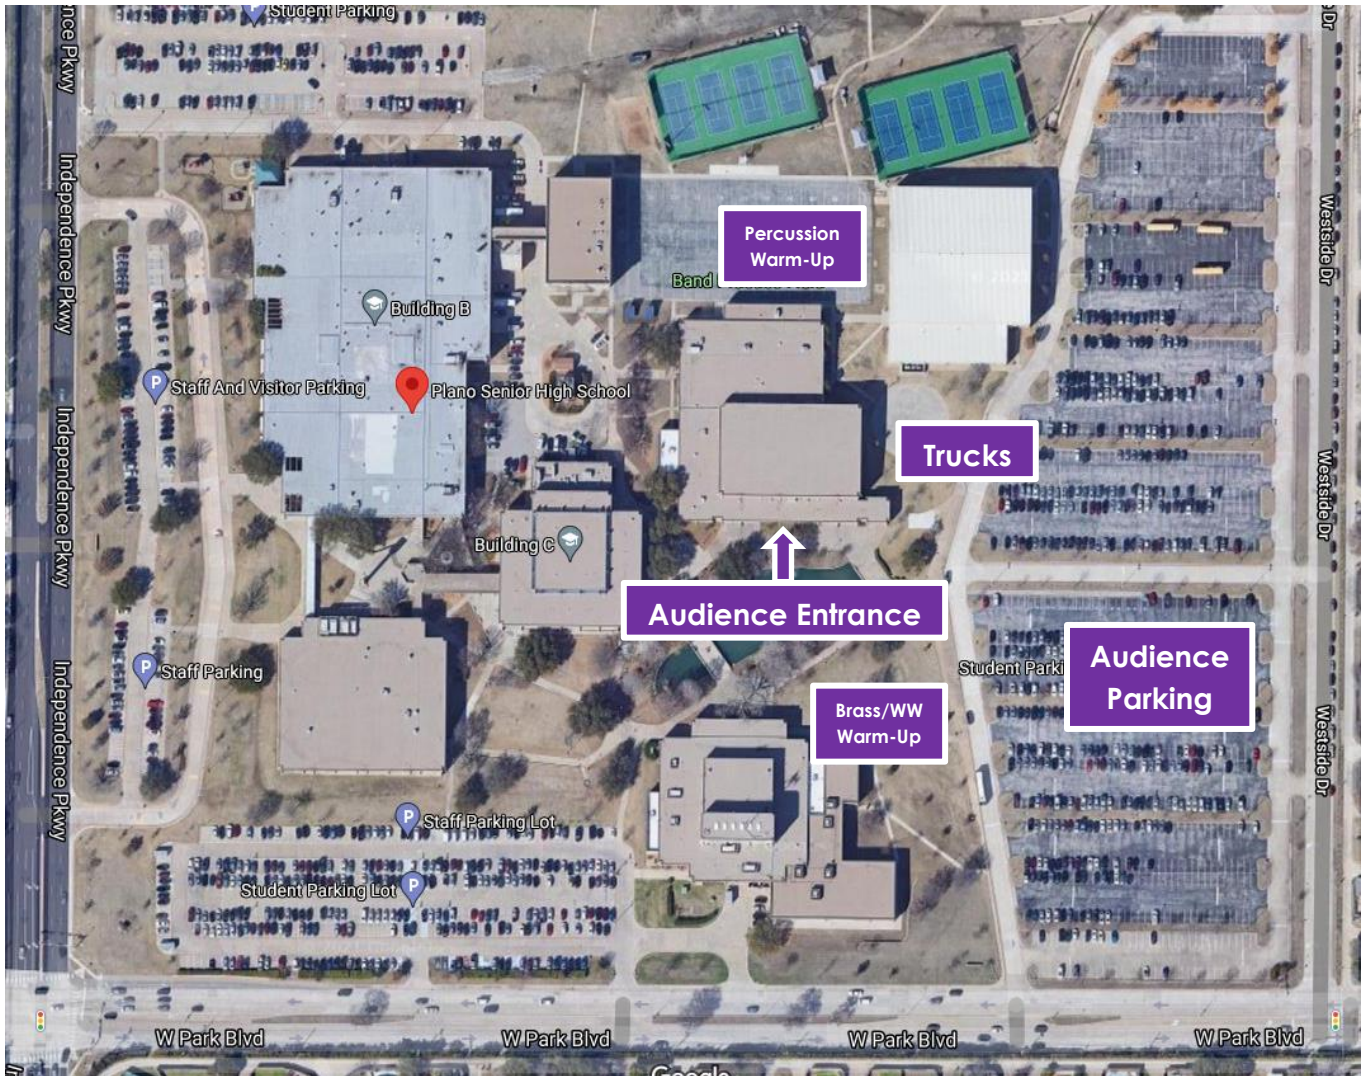 Student Parking
nce Pkwy
e Dr
Independence Pkwy
Westside Dr
Percussion
Warm-Up
Band
Building B
Staff And Visitor Parking
Plano Senior High School
Independence Pkwy
Trucks
Westside Dr
Building C
Audience Entrance
Staff Parking
Student Parki
Audience
Parking
Independence Pkwy
Brass/WW
Warm-Up
Westside Dr
Staff Parking Lot
Student Parking Lot
W Park Blvd
W Park Blvd
W Park Blvd
W Park Blvd
Google